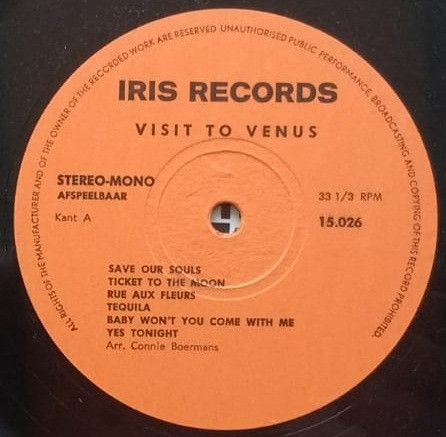 ALL RIGHTS OF THE MANUFACTURER AND OF THE OWNER OF THE RECORDED WORK ARE RESERVED UNAUTHORISED PUBLIC PERFORMANCE, BROADCASTING AND COPYING OF THIS RECORD PROHIBITED.
IRIS RECORDS
VISIT TO VENUS
STEREO-MONO
AFSPEELBAAR 33 1/3 RPM
Kant A 15.026
SAVE OUR SOULS
TICKET TO THE MOON
RUE AUX FLEURS
TEQUILA
BABY WON'T YOU COME WITH ME
YES TONIGHT
Arr. Connie Boermans